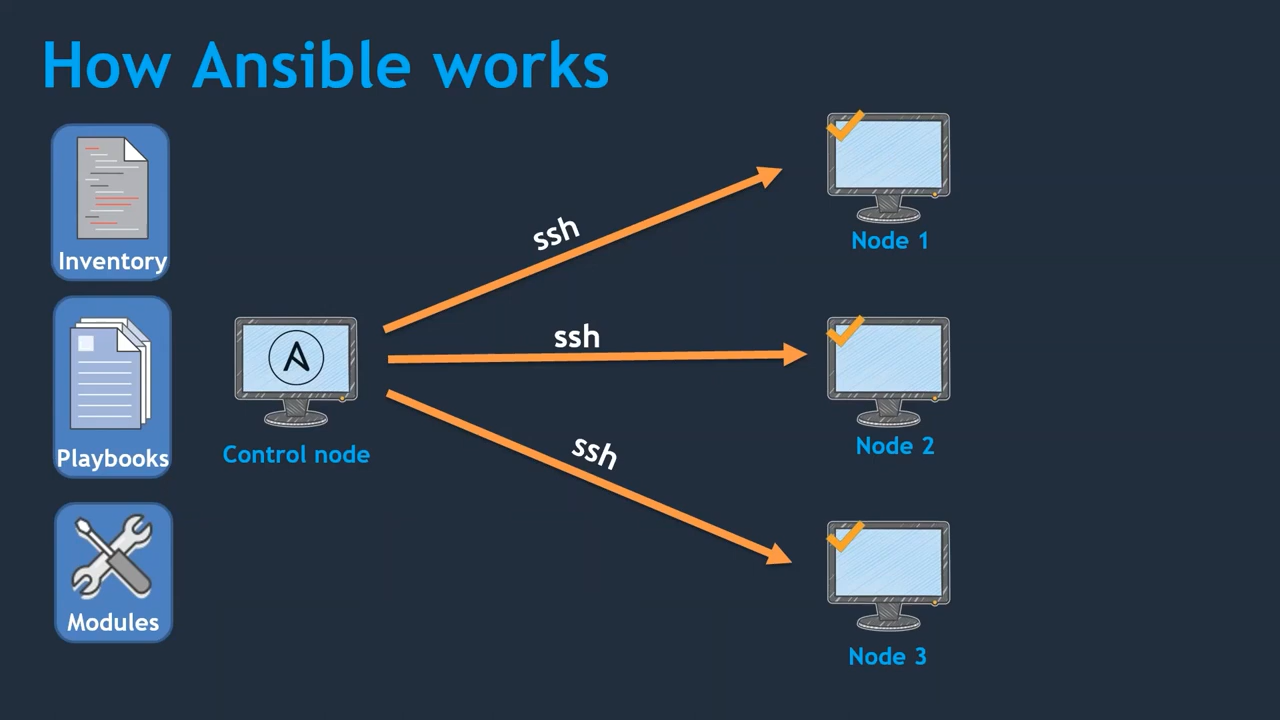 How Ansible works
Inventory
Playbooks
Modules
Control node
ssh
ssh
ssh
Node 1
Node 2
Node 3